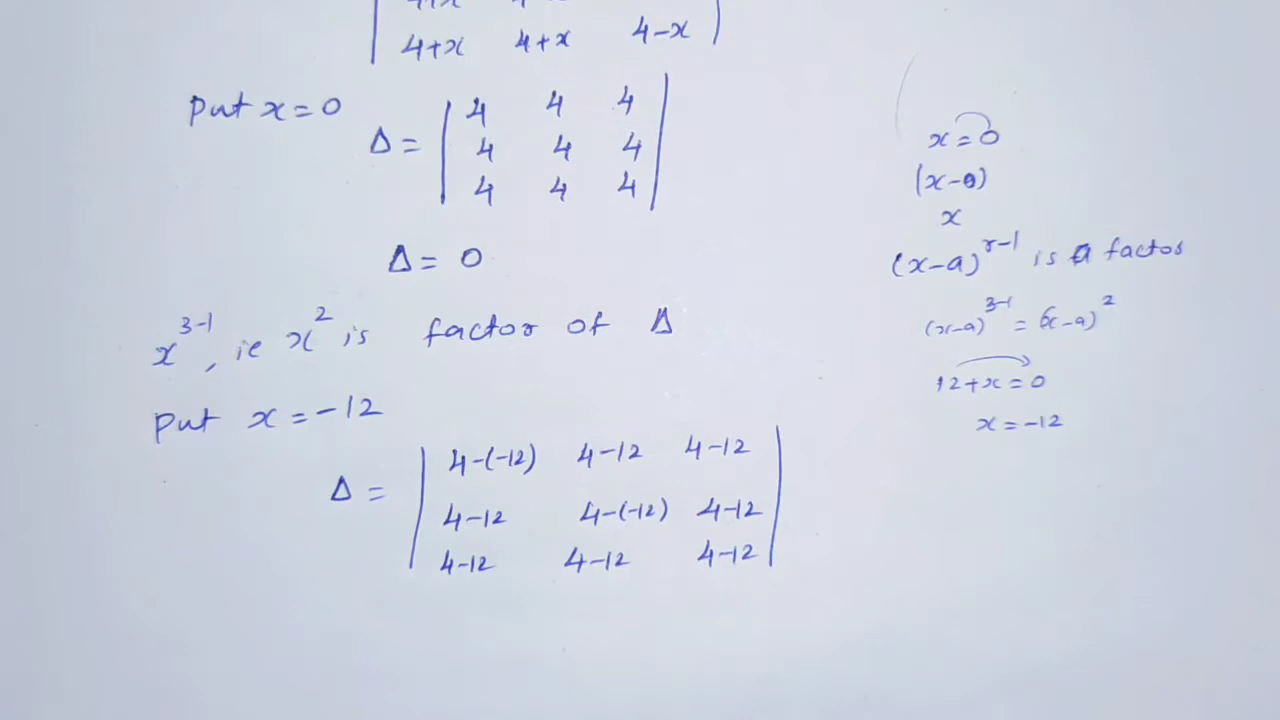 4+x 4+x 4-x
Put x = 0
Δ = | 4 4 4 |
| 4 4 4 |
| 4 4 4 |
Δ = 0
x^{3-1}, ie x^2 is factor of Δ
Put x = -12
Δ = | 4-(-12) 4-12 4-12 |
| 4-12 4-(-12) 4-12 |
| 4-12 4-12 4-12 |
x = 0
(x-0)
x
(x-a)^{r-1} is a factor
(x-a)^{3-1} = (x-a)^2
12+x = 0
x = -12